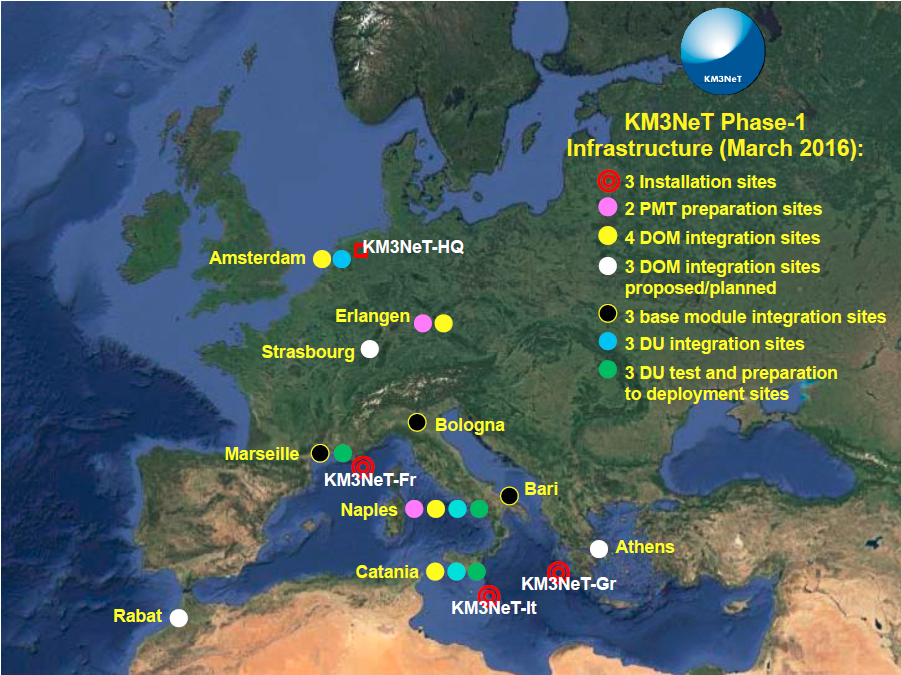 KM3NeT
KM3NeT Phase-1
Infrastructure (March 2016):
3 Installation sites
2 PMT preparation sites
4 DOM integration sites
3 DOM integration sites
proposed/planned
3 base module integration sites
3 DU integration sites
3 DU test and preparation
to deployment sites
KM3NeT-HQ
Amsterdam
Erlangen
Strasbourg
Bologna
Marseille
KM3NeT-Fr
Bari
Naples
Athens
Catania
KM3NeT-Gr
KM3NeT-It
Rabat